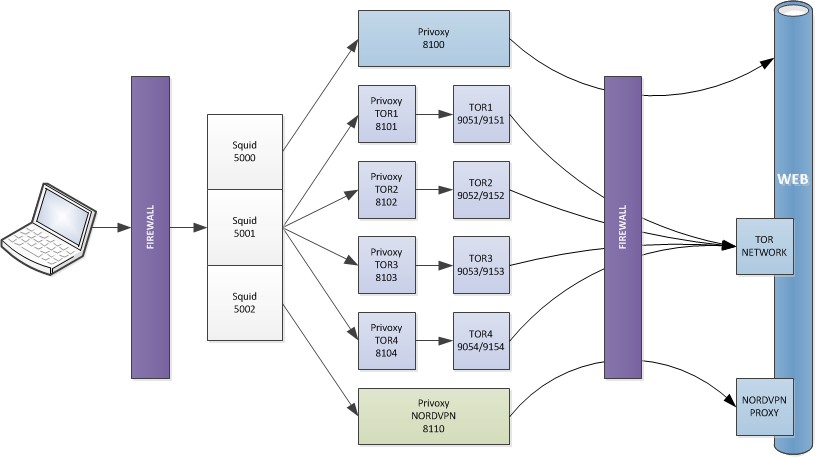 Privoxy
8100
Privoxy
TOR1
8101
TOR1
9051/9151
Squid
5000
Privoxy
TOR2
8102
TOR2
9052/9152
WEB
FIREWALL
Squid
5001
FIREWALL
Privoxy
TOR3
8103
TOR3
9053/9153
TOR
NETWORK
Squid
5002
Privoxy
TOR4
8104
TOR4
9054/9154
Privoxy
NORDVPN
8110
NORDVPN
PROXY